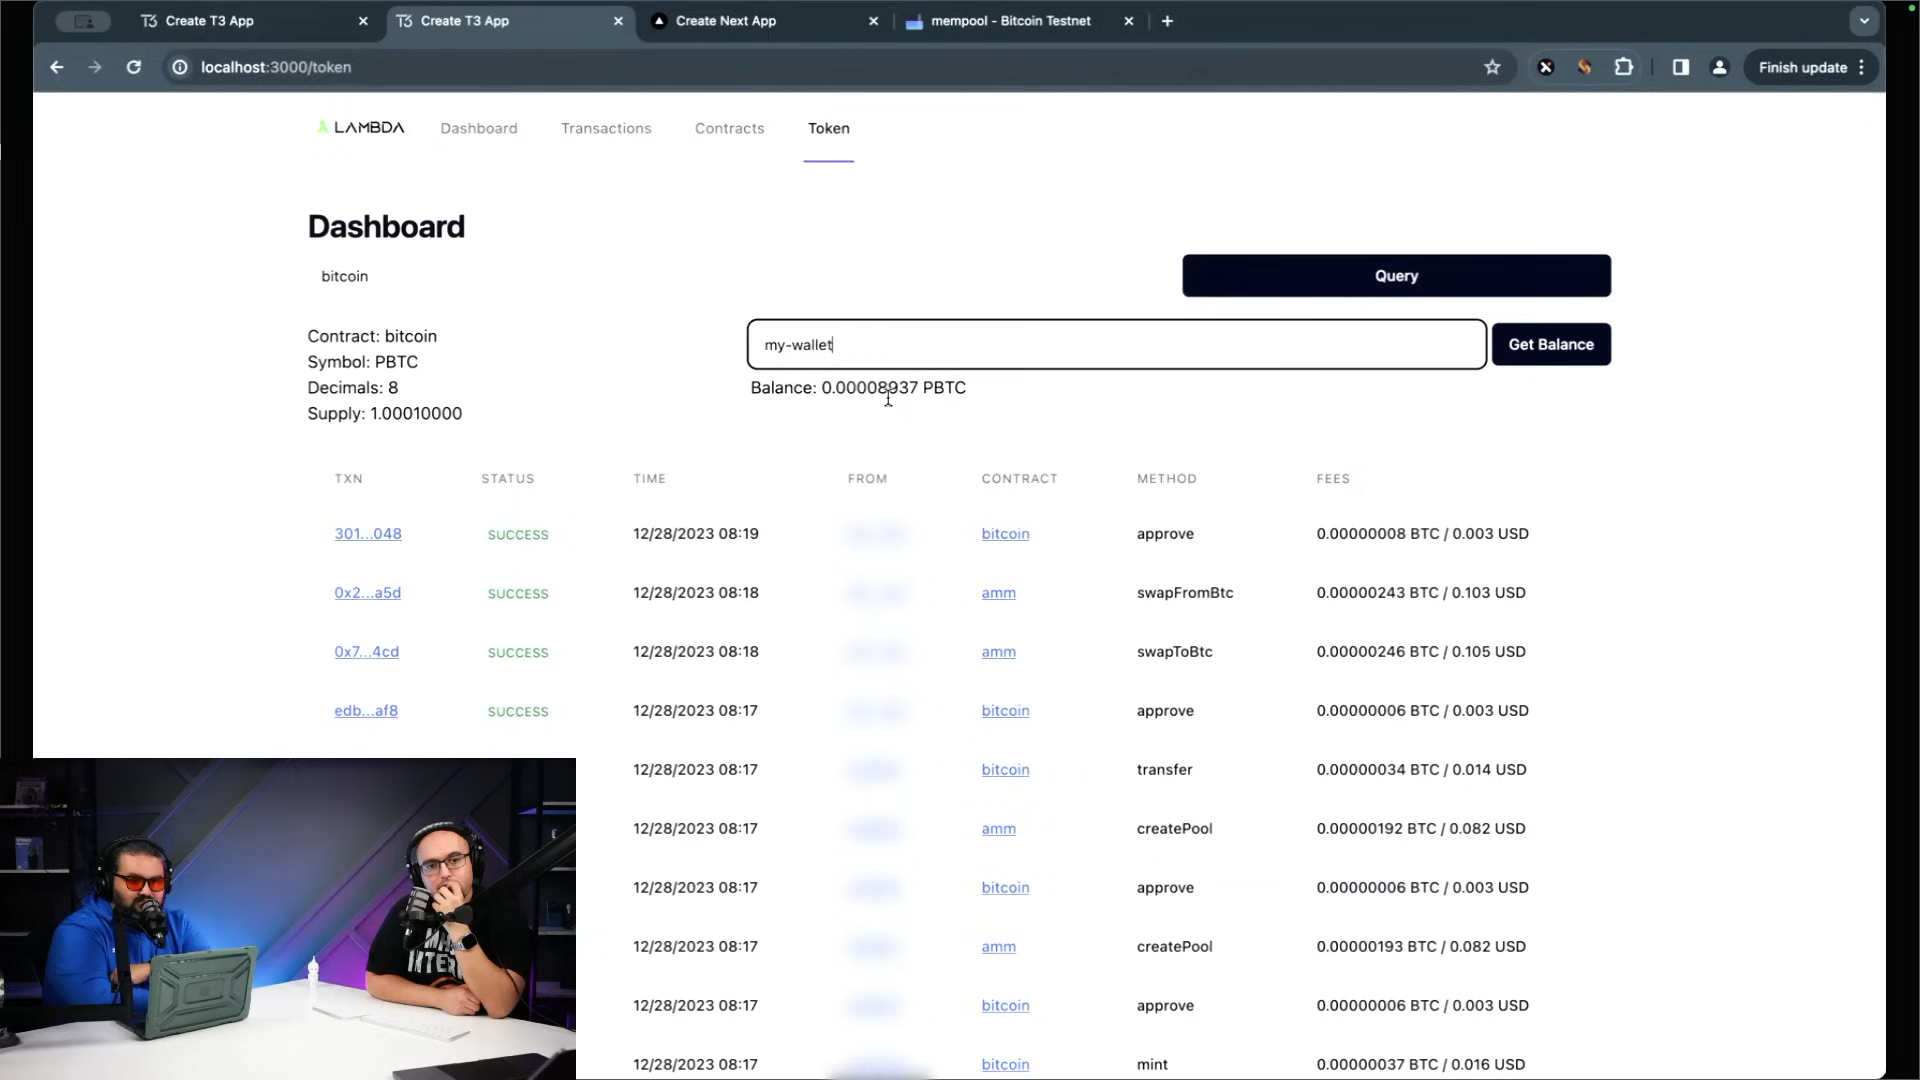 Create T3 App
Create T3 App
Create Next App
mempool - Bitcoin Testnet
localhost:3000/token
Finish update
LAMBDA
Dashboard
Transactions
Contracts
Token
Dashboard
bitcoin
Query
Contract: bitcoin
Symbol: PBTC
Decimals: 8
Supply: 1.00010000
my-wallet
Get Balance
Balance: 0.00008937 PBTC
TXN STATUS TIME FROM CONTRACT METHOD FEES
301...048 SUCCESS 12/28/2023 08:19 bitcoin approve 0.00000008 BTC / 0.003 USD
0x2...a5d SUCCESS 12/28/2023 08:18 amm swapFromBtc 0.00000243 BTC / 0.103 USD
0x7...4cd SUCCESS 12/28/2023 08:18 amm swapToBtc 0.00000246 BTC / 0.105 USD
edb...af8 SUCCESS 12/28/2023 08:17 bitcoin approve 0.00000006 BTC / 0.003 USD
12/28/2023 08:17 bitcoin transfer 0.00000034 BTC / 0.014 USD
12/28/2023 08:17 amm createPool 0.00000192 BTC / 0.082 USD
12/28/2023 08:17 bitcoin approve 0.00000006 BTC / 0.003 USD
12/28/2023 08:17 amm createPool 0.00000193 BTC / 0.082 USD
12/28/2023 08:17 bitcoin approve 0.00000006 BTC / 0.003 USD
12/28/2023 08:17 bitcoin mint 0.00000037 BTC / 0.016 USD